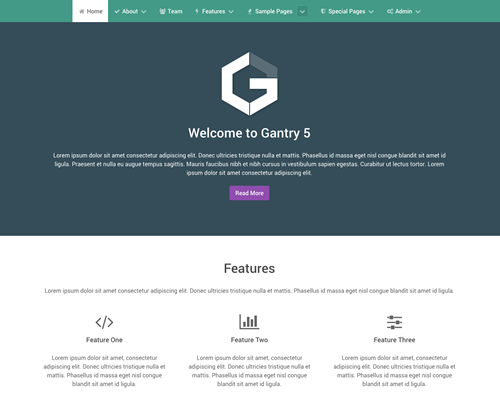 Home About Team Features Sample Pages Special Pages Admin
Welcome to Gantry 5
Lorem ipsum dolor sit amet consectetur adipiscing elit. Donec ultricies tristique nulla et mattis. Phasellus id massa eget nisl congue blandit sit amet id
ligula. Praesent et nulla eu augue tempus sagittis. Mauris faucibus nibh et nibh cursus in vestibulum sapien egestas. Curabitur ut lectus tortor. Lorem
ipsum dolor sit amet consectetur adipiscing elit.
Read More
Features
Lorem ipsum dolor sit amet consectetur adipiscing elit. Donec ultricies tristique nulla et mattis. Phasellus id massa eget nisl congue blandit sit amet id ligula.
Feature One
Feature Two
Feature Three
Lorem ipsum dolor sit amet, consectetur
adipiscing elit. Donec ultricies tristique
nulla et mattis. Phasellus id massa eget
nisl congue blandit sit amet id ligula.
Lorem ipsum dolor sit amet, consectetur
adipiscing elit. Donec ultricies tristique
nulla et mattis. Phasellus id massa eget
nisl congue blandit sit amet id ligula.
Lorem ipsum dolor sit amet, consectetur
adipiscing elit. Donec ultricies tristique
nulla et mattis. Phasellus id massa eget
nisl congue blandit sit amet id ligula.